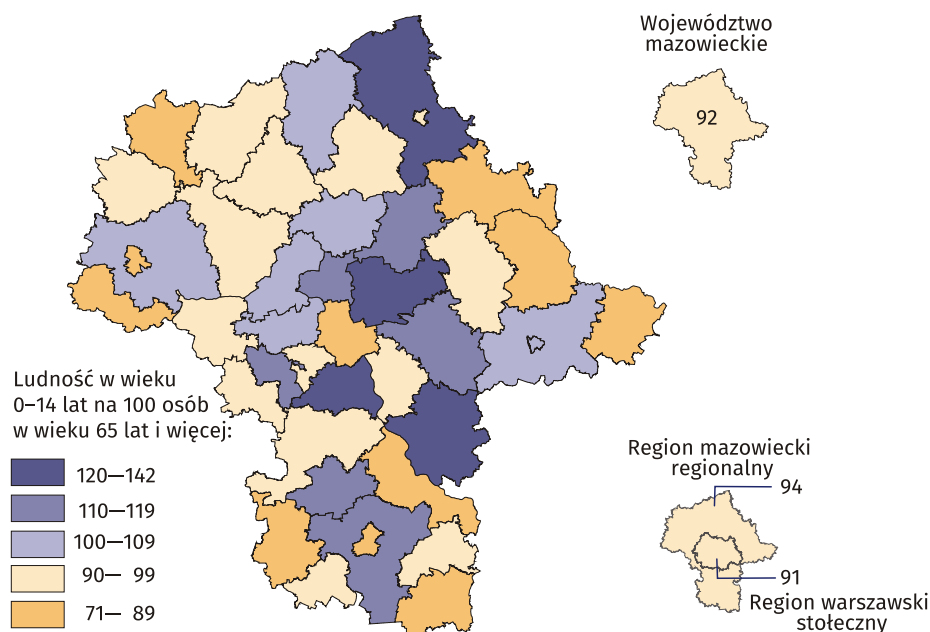 Województwo
mazowieckie
92
Ludność w wieku
0–14 lat na 100 osób
w wieku 65 lat i więcej:
120—142
110—119
100—109
90— 99
71— 89
Region mazowiecki
regionalny
94
91
Region warszawski
stołeczny